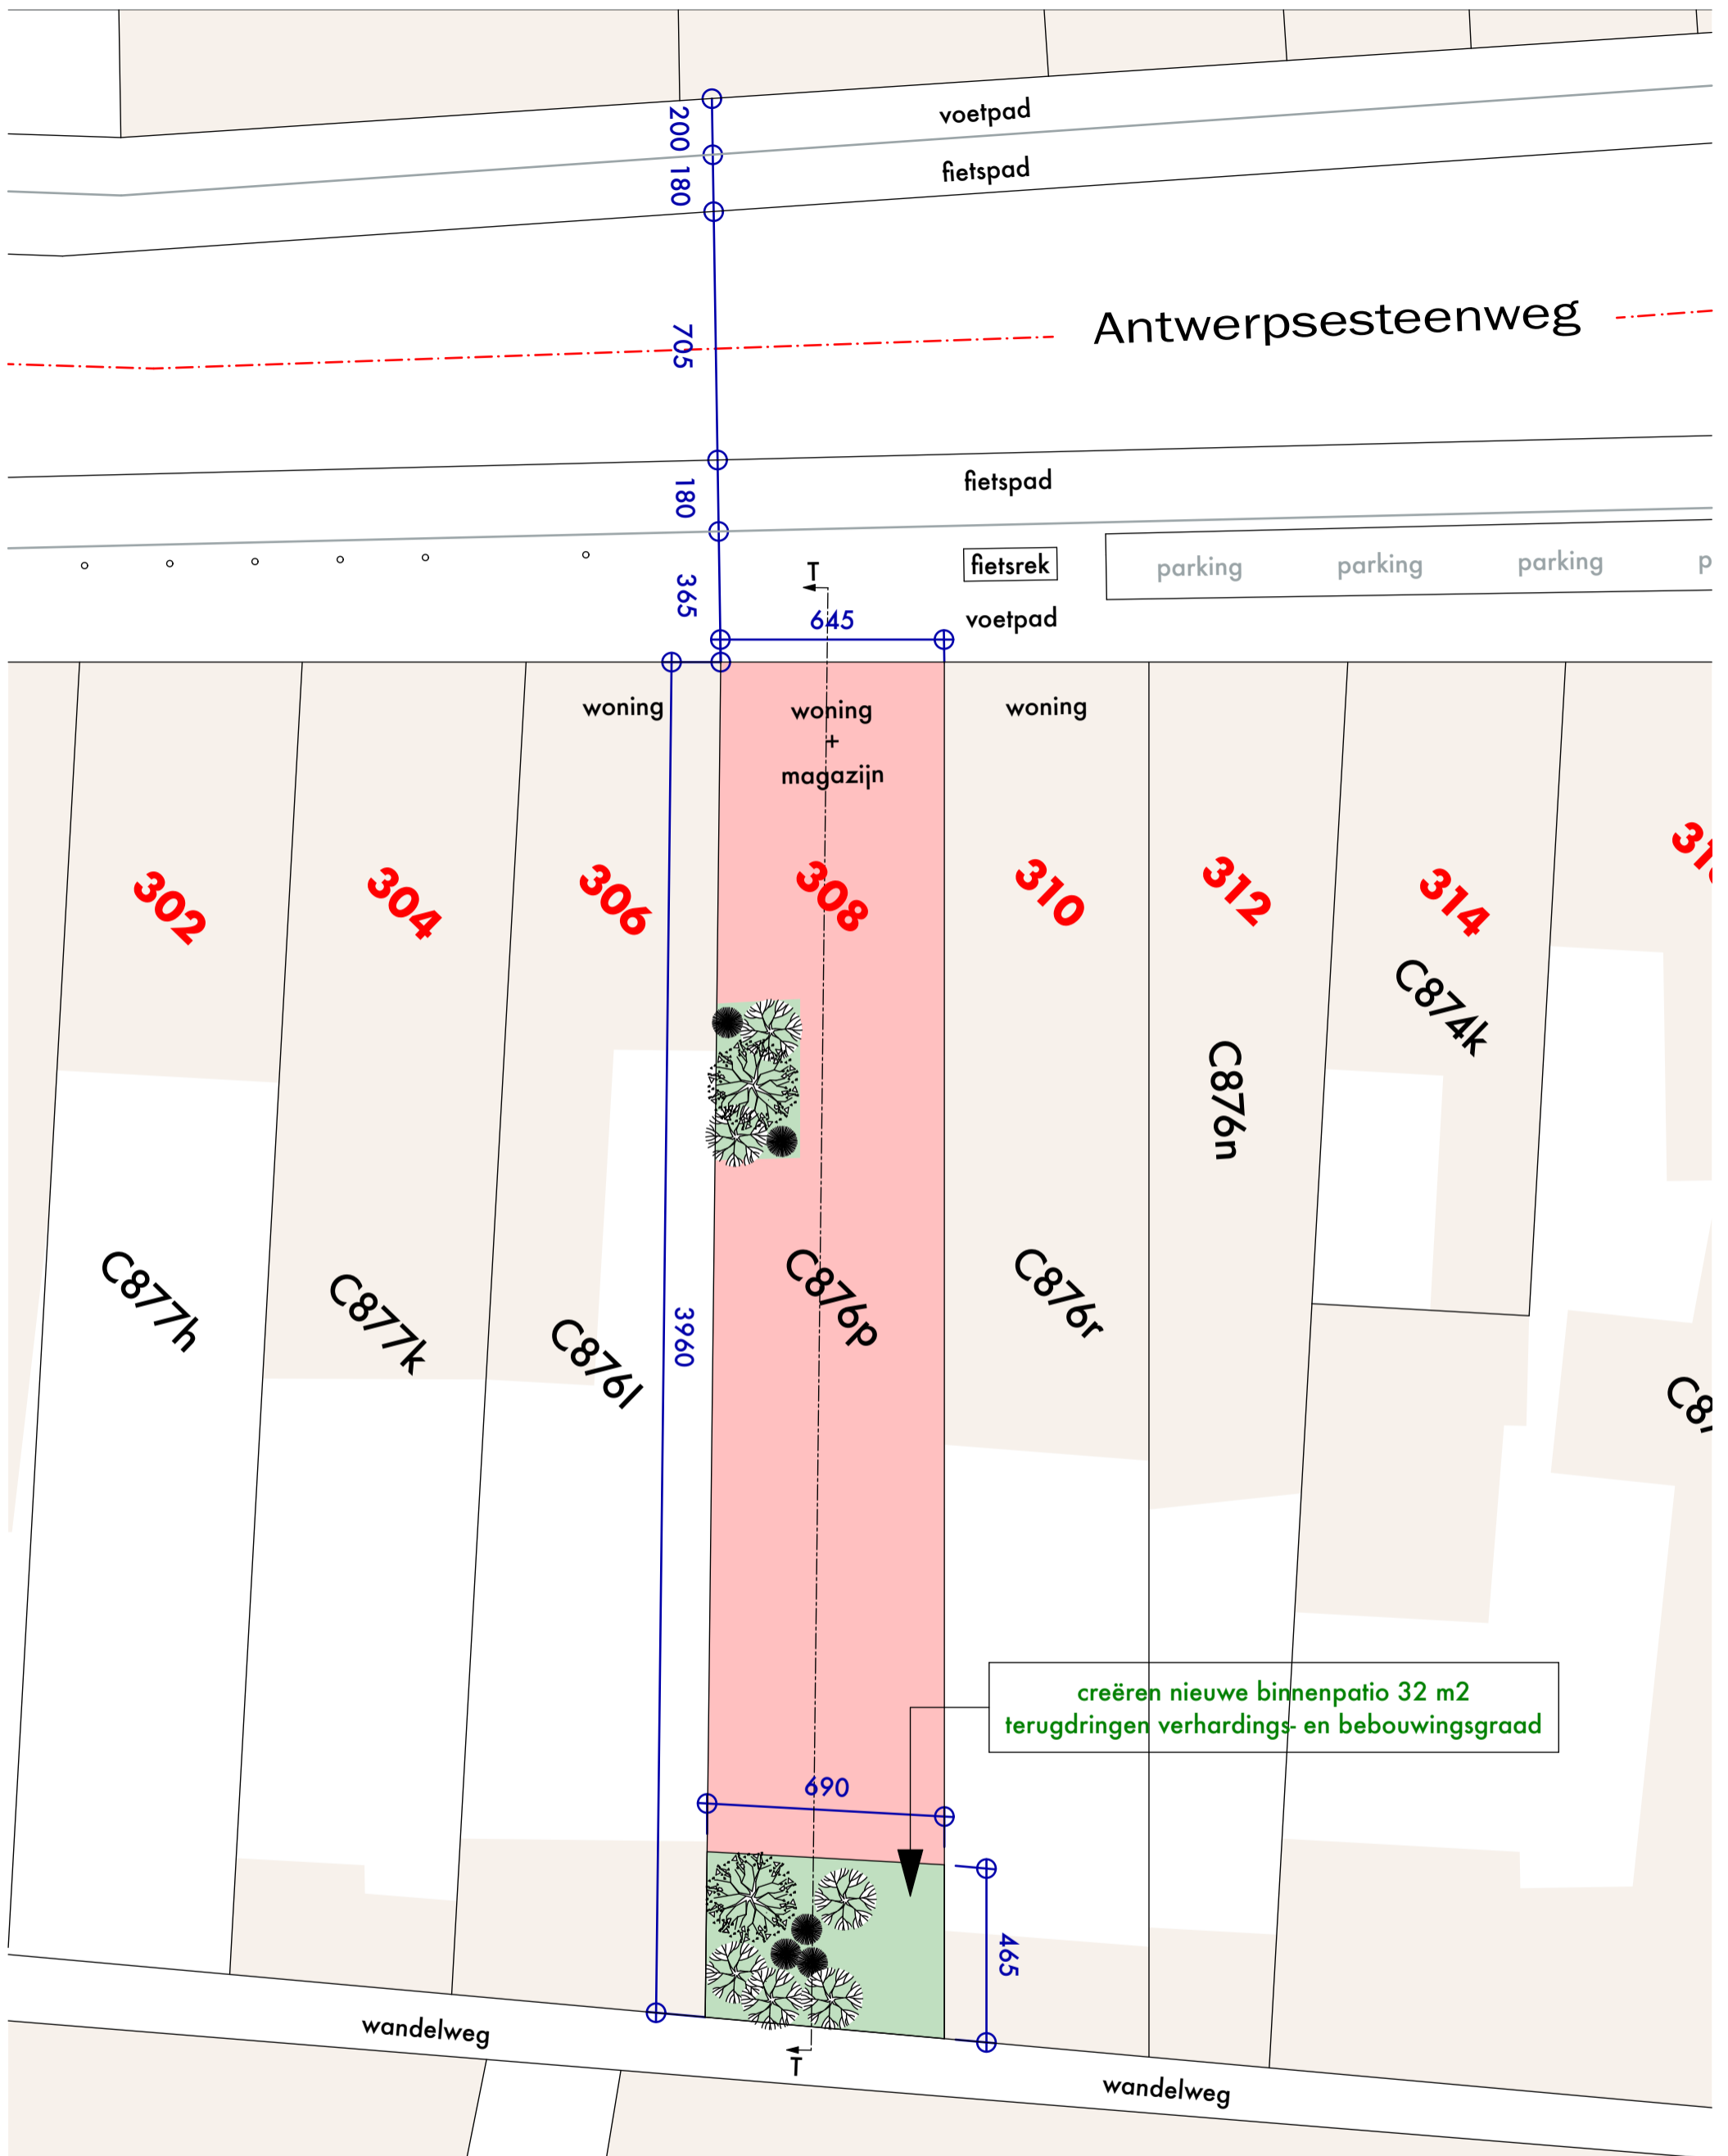 voetpad
200
fietspad
180
705
Antwerpsesteenweg
180
fietspad
fietsrek
parking
parking
parking
p
365
T
645
voetpad
woning
woning
+
magazijn
woning
302
304
306
308
310
312
314
C874k
C876n
C877h
C877k
C876l
3960
C876p
C876r
creëren nieuwe binnenpatio 32 m2
terugdringen verhardings- en bebouwingsgraad
690
465
wandelweg
T
wandelweg